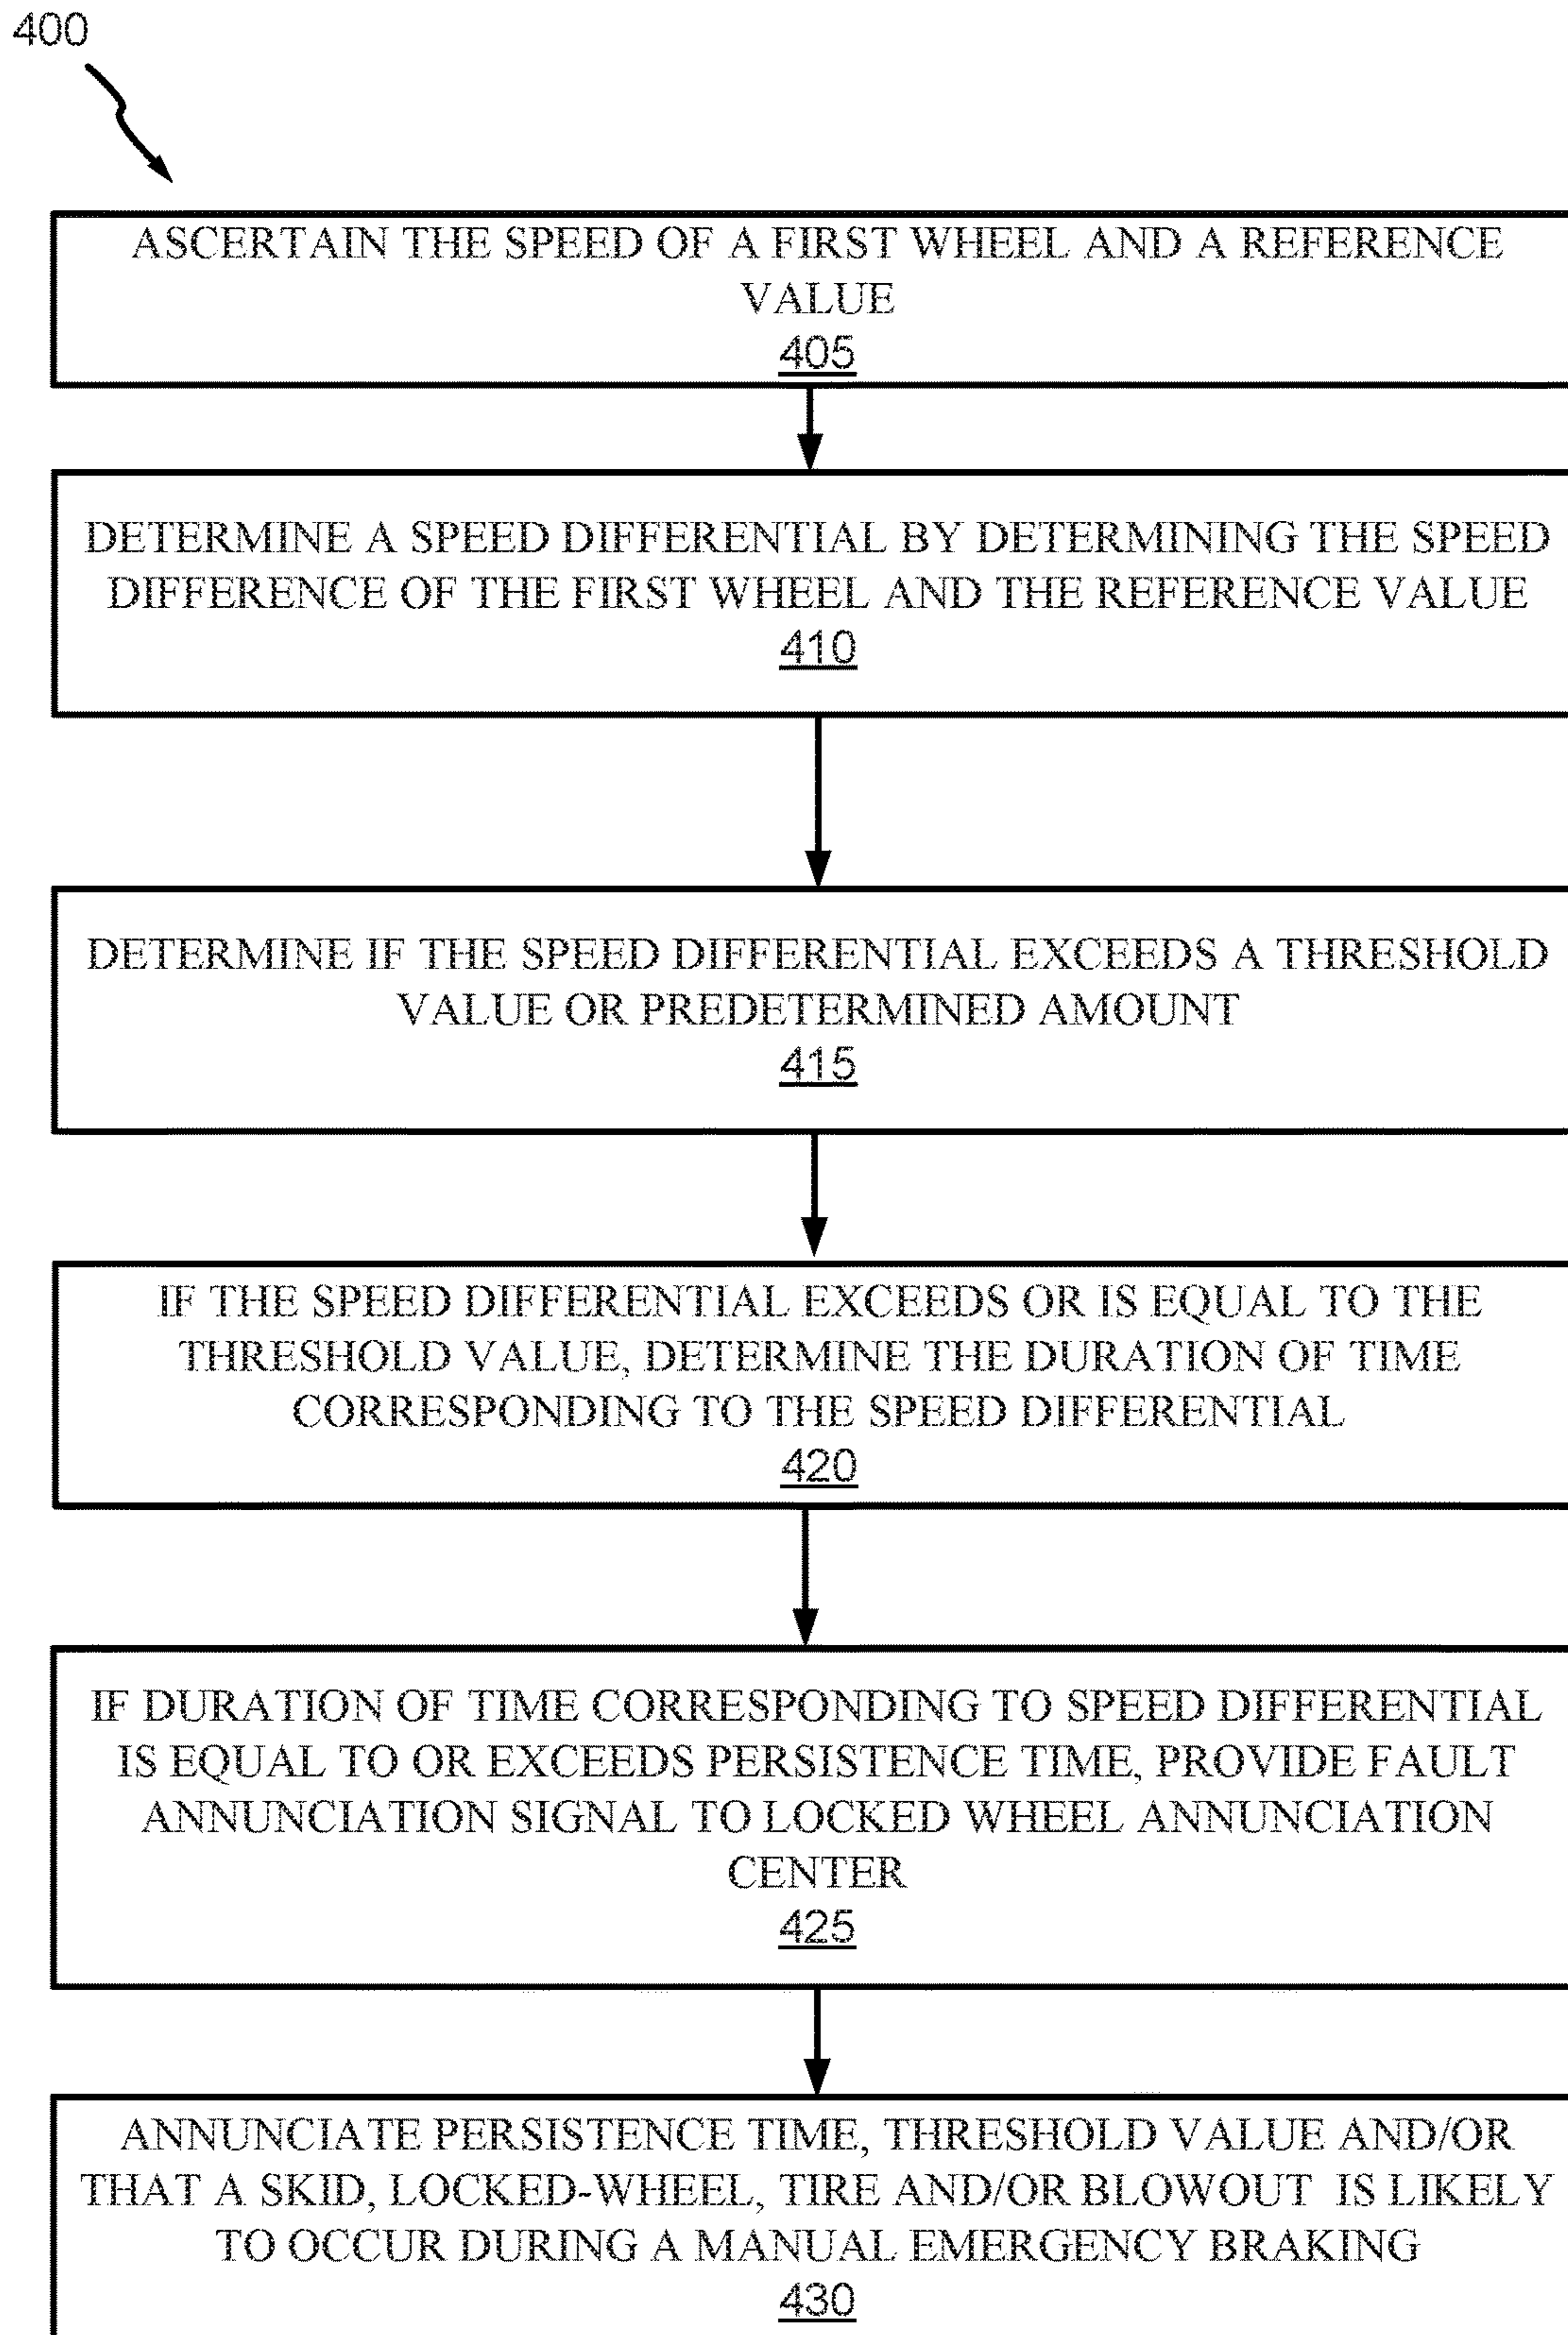 400
ASCERTAIN THE SPEED OF A FIRST WHEEL AND A REFERENCE
VALUE
405
DETERMINE A SPEED DIFFERENTIAL BY DETERMINING THE SPEED
DIFFERENCE OF THE FIRST WHEEL AND THE REFERENCE VALUE
410
DETERMINE IF THE SPEED DIFFERENTIAL EXCEEDS A THRESHOLD
VALUE OR PREDETERMINED AMOUNT
415
IF THE SPEED DIFFERENTIAL EXCEEDS OR IS EQUAL TO THE
THRESHOLD VALUE, DETERMINE THE DURATION OF TIME
CORRESPONDING TO THE SPEED DIFFERENTIAL
420
IF DURATION OF TIME CORRESPONDING TO SPEED DIFFERENTIAL
IS EQUAL TO OR EXCEEDS PERSISTENCE TIME, PROVIDE FAULT
ANNUNCIATION SIGNAL TO LOCKED WHEEL ANNUNCIATION
CENTER
425
ANNUNCIATE PERSISTENCE TIME, THRESHOLD VALUE AND/OR
THAT A SKID, LOCKED-WHEEL, TIRE AND/OR BLOWOUT IS LIKELY
TO OCCUR DURING A MANUAL EMERGENCY BRAKING
430